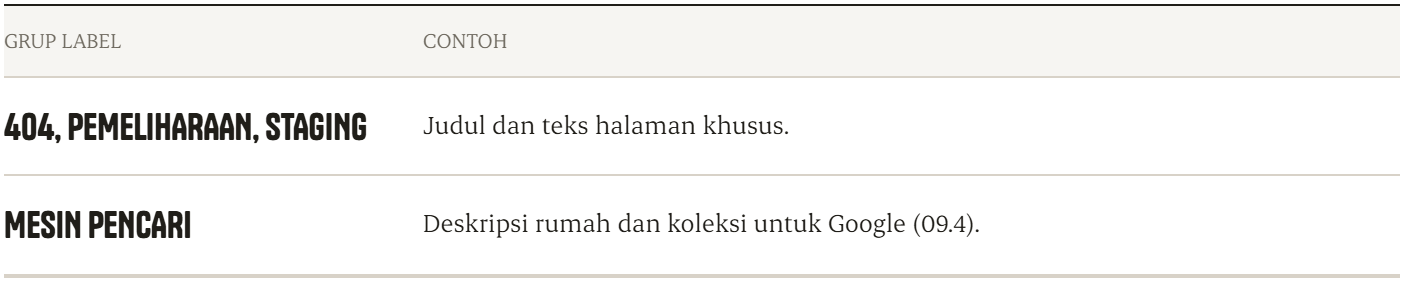 GRUP LABEL
CONTOH
404, PEMELIHARAAN, STAGING
Judul dan teks halaman khusus.
MESIN PENCARI
Deskripsi rumah dan koleksi untuk Google (09.4).